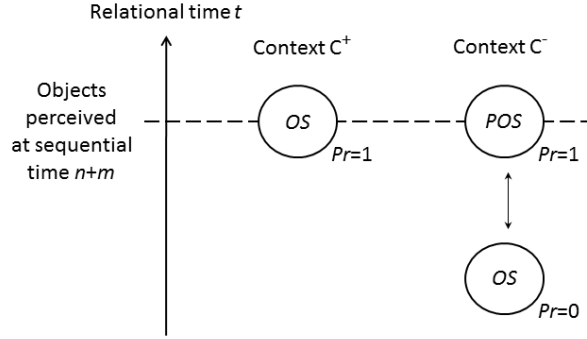 Relational time t
Context C⁺
Context C⁻
Objects
perceived
at sequential
time n+m
OS
Pr=1
POS
Pr=1
OS
Pr=0